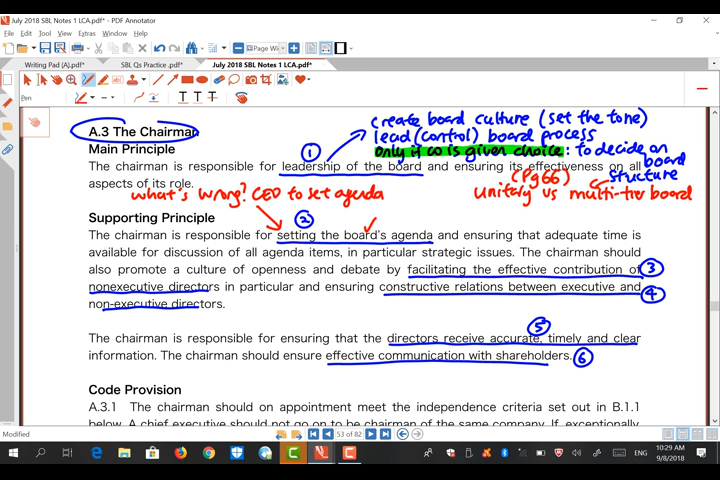 July 2018 SBL Notes 1 LCA.pdf* - PDF Annotator
File Edit Tools View Document Extras Window Help
Page Wi
Writing Pad (A).pdf* SBL Qs Practice .pdf* July 2018 SBL Notes 1 LCA.pdf*
Pen
create board culture (set the tone)
A.3 The Chairman
lead (control) board process
Main Principle
① only if co is given choice: to decide on board structure
The chairman is responsible for leadership of the board and ensuring its effectiveness on all
aspects of its role.
(Pg 66)
what's wrong? CEO to set agenda
unitary vs multi-tier board
Supporting Principle
②
The chairman is responsible for setting the board's agenda and ensuring that adequate time is
available for discussion of all agenda items, in particular strategic issues. The chairman should
also promote a culture of openness and debate by facilitating the effective contribution of ③
nonexecutive directors in particular and ensuring constructive relations between executive and ④
non-executive directors.
⑤
The chairman is responsible for ensuring that the directors receive accurate, timely and clear
information. The chairman should ensure effective communication with shareholders. ⑥
Code Provision
A.3.1 The chairman should on appointment meet the independence criteria set out in B.1.1
below. A chief executive should not go on to be chairman of the same company. If, exceptionally,
Modified
53 of 82
ENG
10:29 AM
9/8/2018